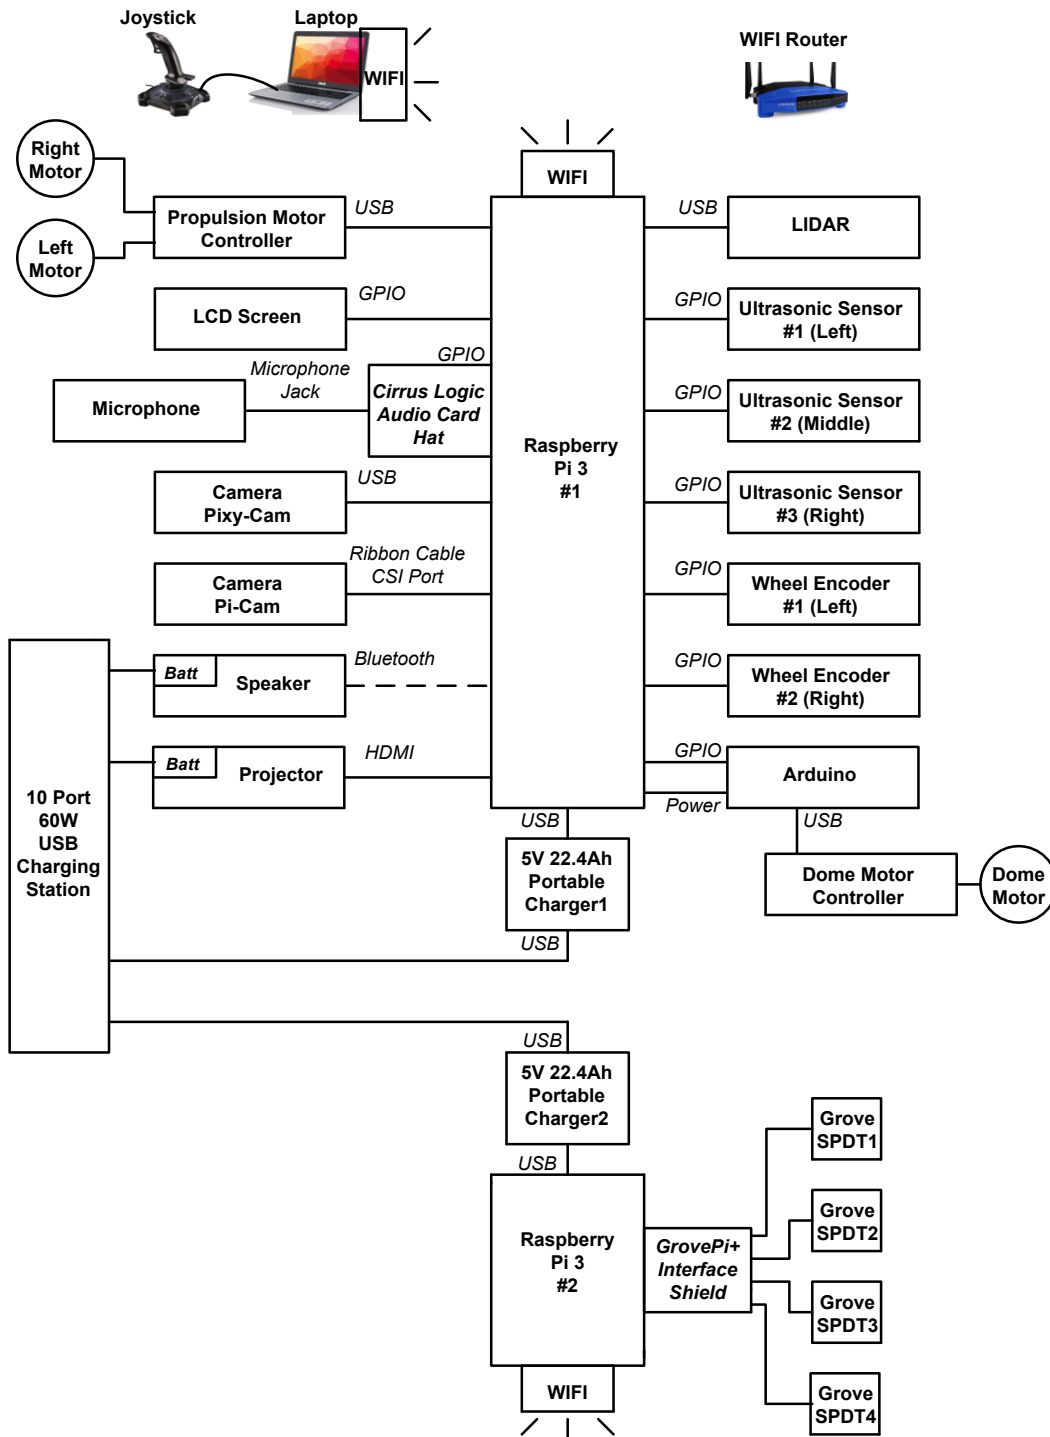 Joystick
Laptop
WIFI
WIFI Router
Right
Motor
Left
Motor
Propulsion Motor
Controller
USB
WIFI
USB
LIDAR
LCD Screen
GPIO
GPIO
Ultrasonic Sensor
#1 (Left)
Microphone
Microphone
Jack
GPIO
Cirrus Logic
Audio Card
Hat
GPIO
Ultrasonic Sensor
#2 (Middle)
Raspberry
Pi 3
#1
Camera
Pixy-Cam
USB
GPIO
Ultrasonic Sensor
#3 (Right)
Camera
Pi-Cam
Ribbon Cable
CSI Port
GPIO
Wheel Encoder
#1 (Left)
Batt
Speaker
Bluetooth
GPIO
Wheel Encoder
#2 (Right)
Batt
Projector
HDMI
GPIO
Power
Arduino
USB
10 Port
60W
USB
Charging
Station
USB
5V 22.4Ah
Portable
Charger1
USB
Dome Motor
Controller
Dome
Motor
USB
5V 22.4Ah
Portable
Charger2
USB
Raspberry
Pi 3
#2
GrovePi+
Interface
Shield
Grove
SPDT1
Grove
SPDT2
Grove
SPDT3
Grove
SPDT4
WIFI